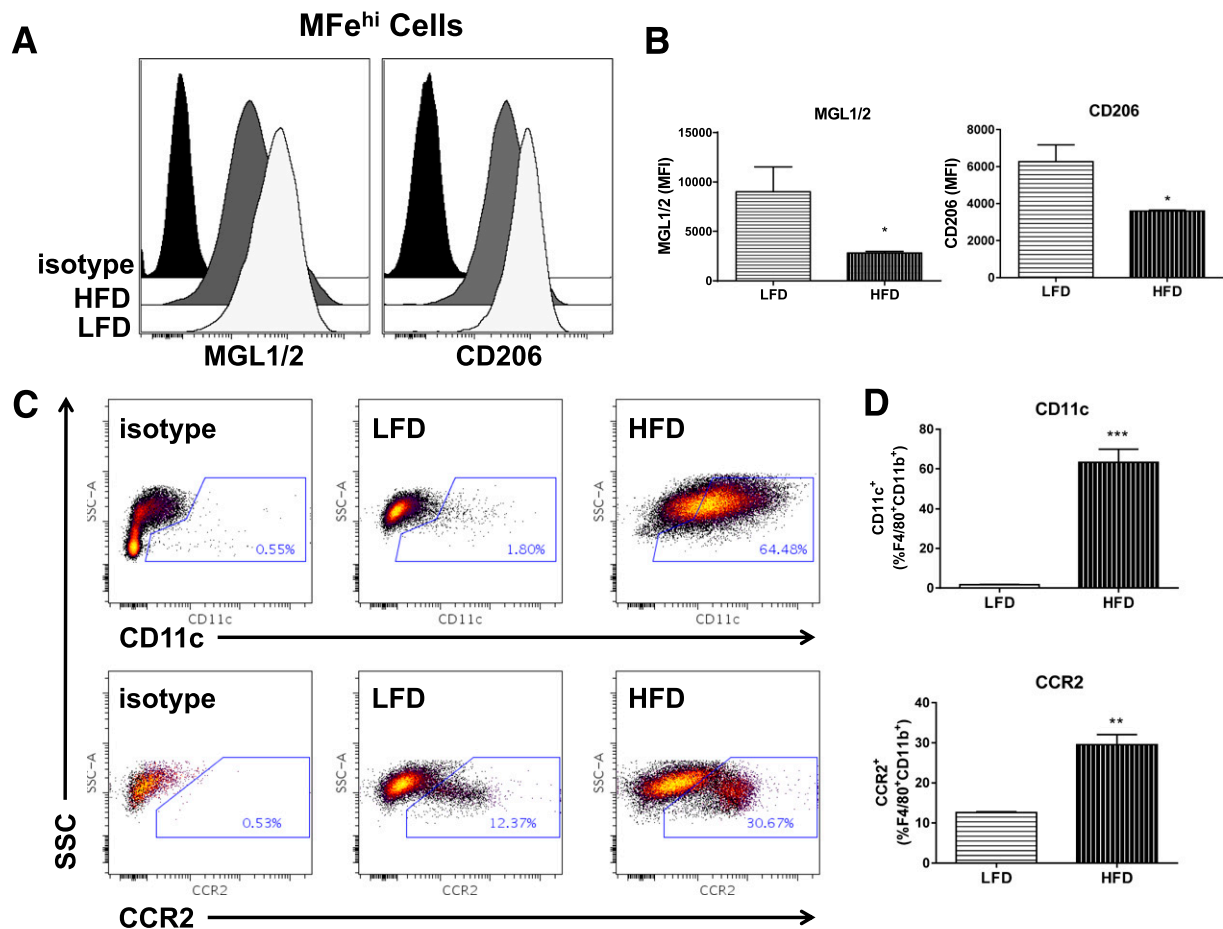 MFeʰⁱ Cells
A
isotype
HFD
LFD
MGL1/2
CD206
B
MGL1/2
MGL1/2 (MFI)
15000
10000
5000
0
*
LFD
HFD
CD206
CD206 (MFI)
8000
6000
4000
2000
0
*
LFD
HFD
C
SSC
isotype
SSC-A
0.55%
CD11c
LFD
SSC-A
1.80%
CD11c
HFD
SSC-A
64.48%
CD11c
CD11c
isotype
SSC-A
0.53%
CCR2
LFD
SSC-A
12.37%
CCR2
HFD
SSC-A
30.67%
CCR2
CCR2
D
CD11c
CD11c⁺
(%F4/80⁺CD11b⁺)
80
60
40
20
0
***
LFD
HFD
CCR2
CCR2⁺
(%F4/80⁺CD11b⁺)
40
30
20
10
0
**
LFD
HFD